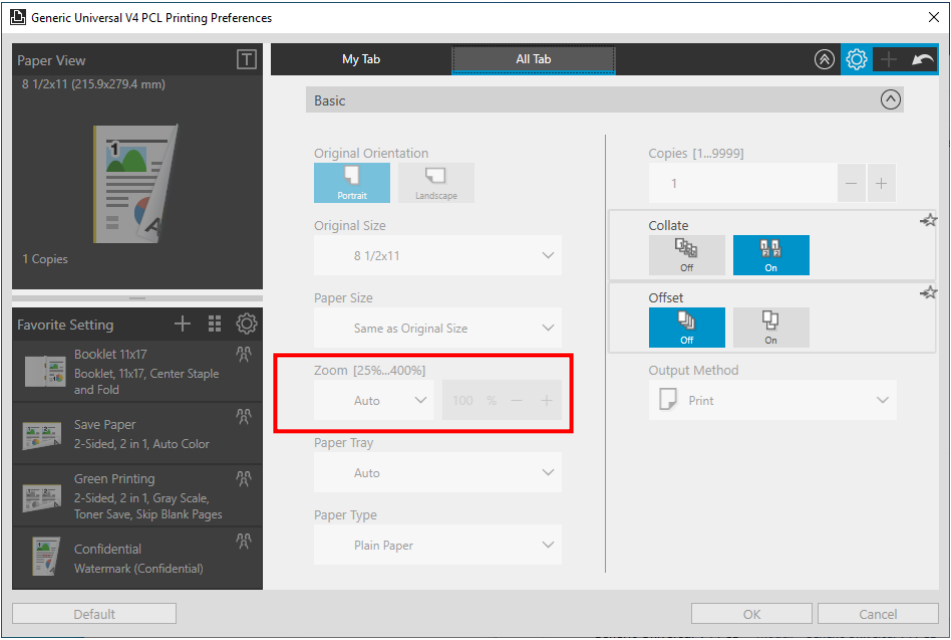 Generic Universal V4 PCL Printing Preferences
Paper View
T
8 1/2x11 (215.9x279.4 mm)
1
A
1 Copies
Favorite Setting
Booklet 11x17
Booklet, 11x17, Center Staple
and Fold
Save Paper
2-Sided, 2 in 1, Auto Color
Green Printing
2-Sided, 2 in 1, Gray Scale,
Toner Save, Skip Blank Pages
Confidential
Watermark (Confidential)
My Tab
All Tab
Basic
Original Orientation
Portrait
Landscape
Original Size
8 1/2x11
Paper Size
Same as Original Size
Zoom [25%...400%]
Auto
100 %
Paper Tray
Auto
Paper Type
Plain Paper
Copies [1...9999]
1
Collate
Off
On
Offset
Off
On
Output Method
Print
Default
OK
Cancel